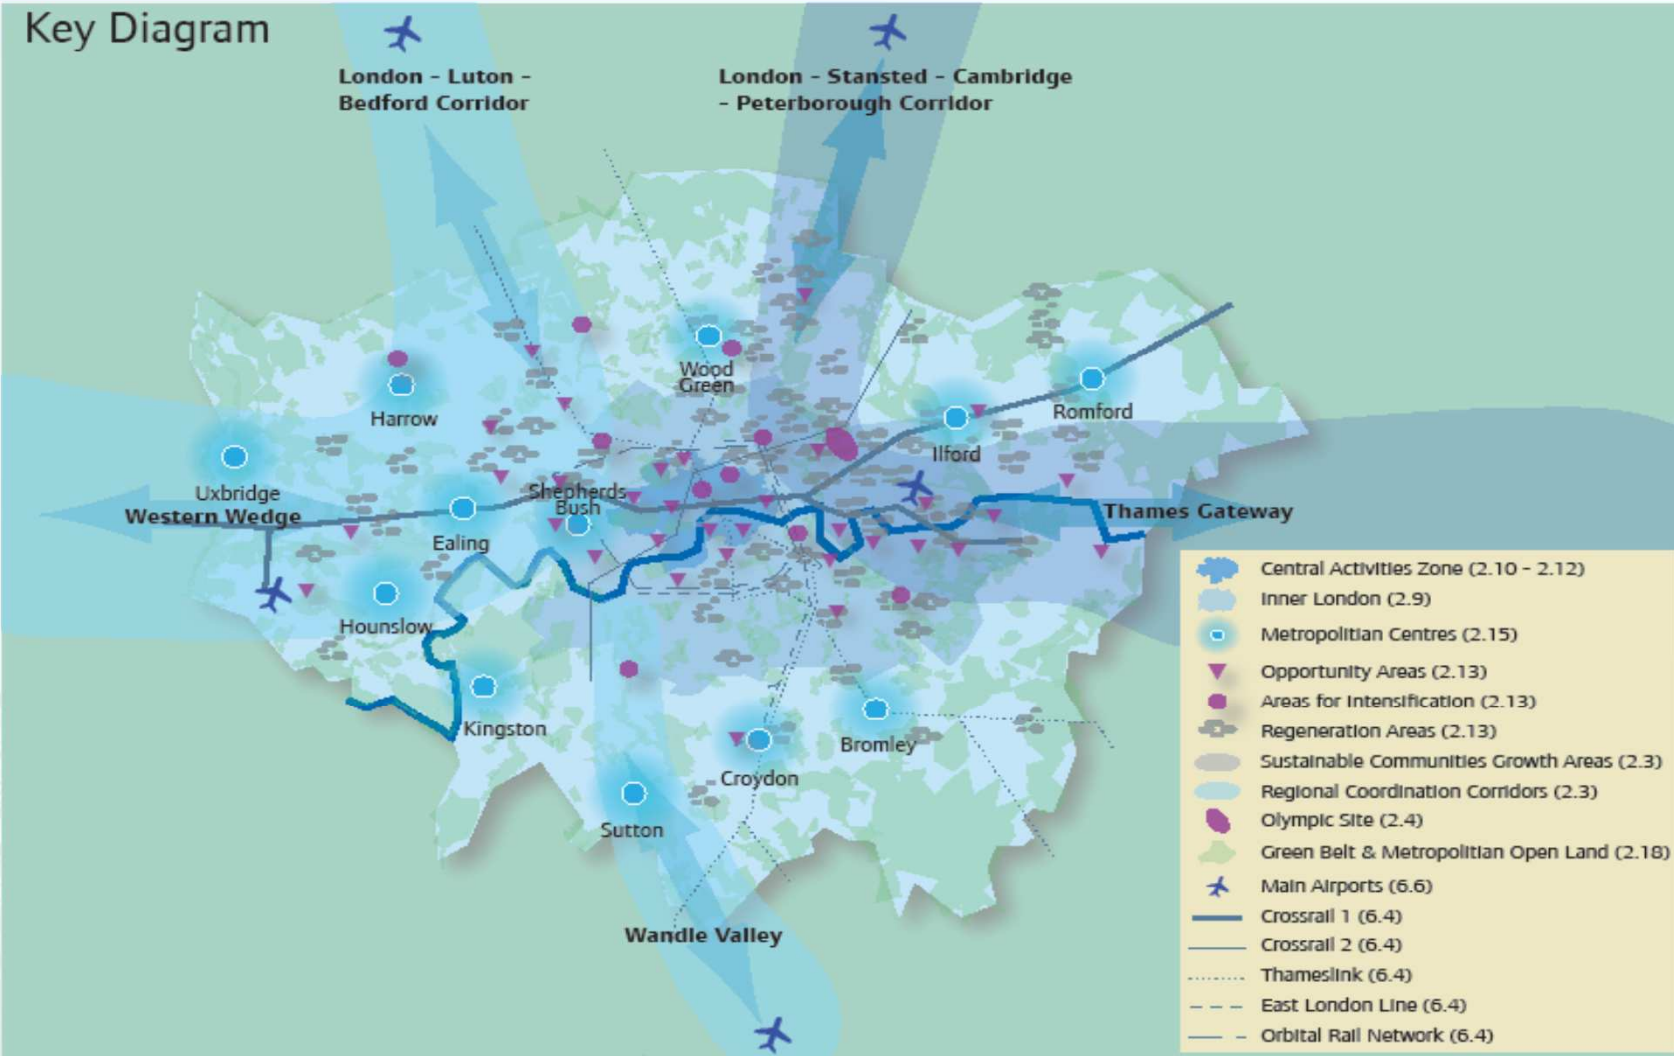 Key Diagram
London - Luton -
Bedford Corridor
London - Stansted - Cambridge
- Peterborough Corridor
Wood
Green
Harrow
Romford
Ilford
Uxbridge
Western Wedge
Shepherds
Bush
Ealing
Thames Gateway
Hounslow
Kingston
Croydon
Bromley
Sutton
Wandle Valley
Central Activities Zone (2.10 - 2.12)
Inner London (2.9)
Metropolitian Centres (2.15)
Opportunity Areas (2.13)
Areas for Intensification (2.13)
Regeneration Areas (2.13)
Sustainable Communities Growth Areas (2.3)
Regional Coordination Corridors (2.3)
Olympic Site (2.4)
Green Belt & Metropolitian Open Land (2.18)
Main Airports (6.6)
Crossrail 1 (6.4)
Crossrail 2 (6.4)
Thameslink (6.4)
East London Line (6.4)
Orbital Rail Network (6.4)